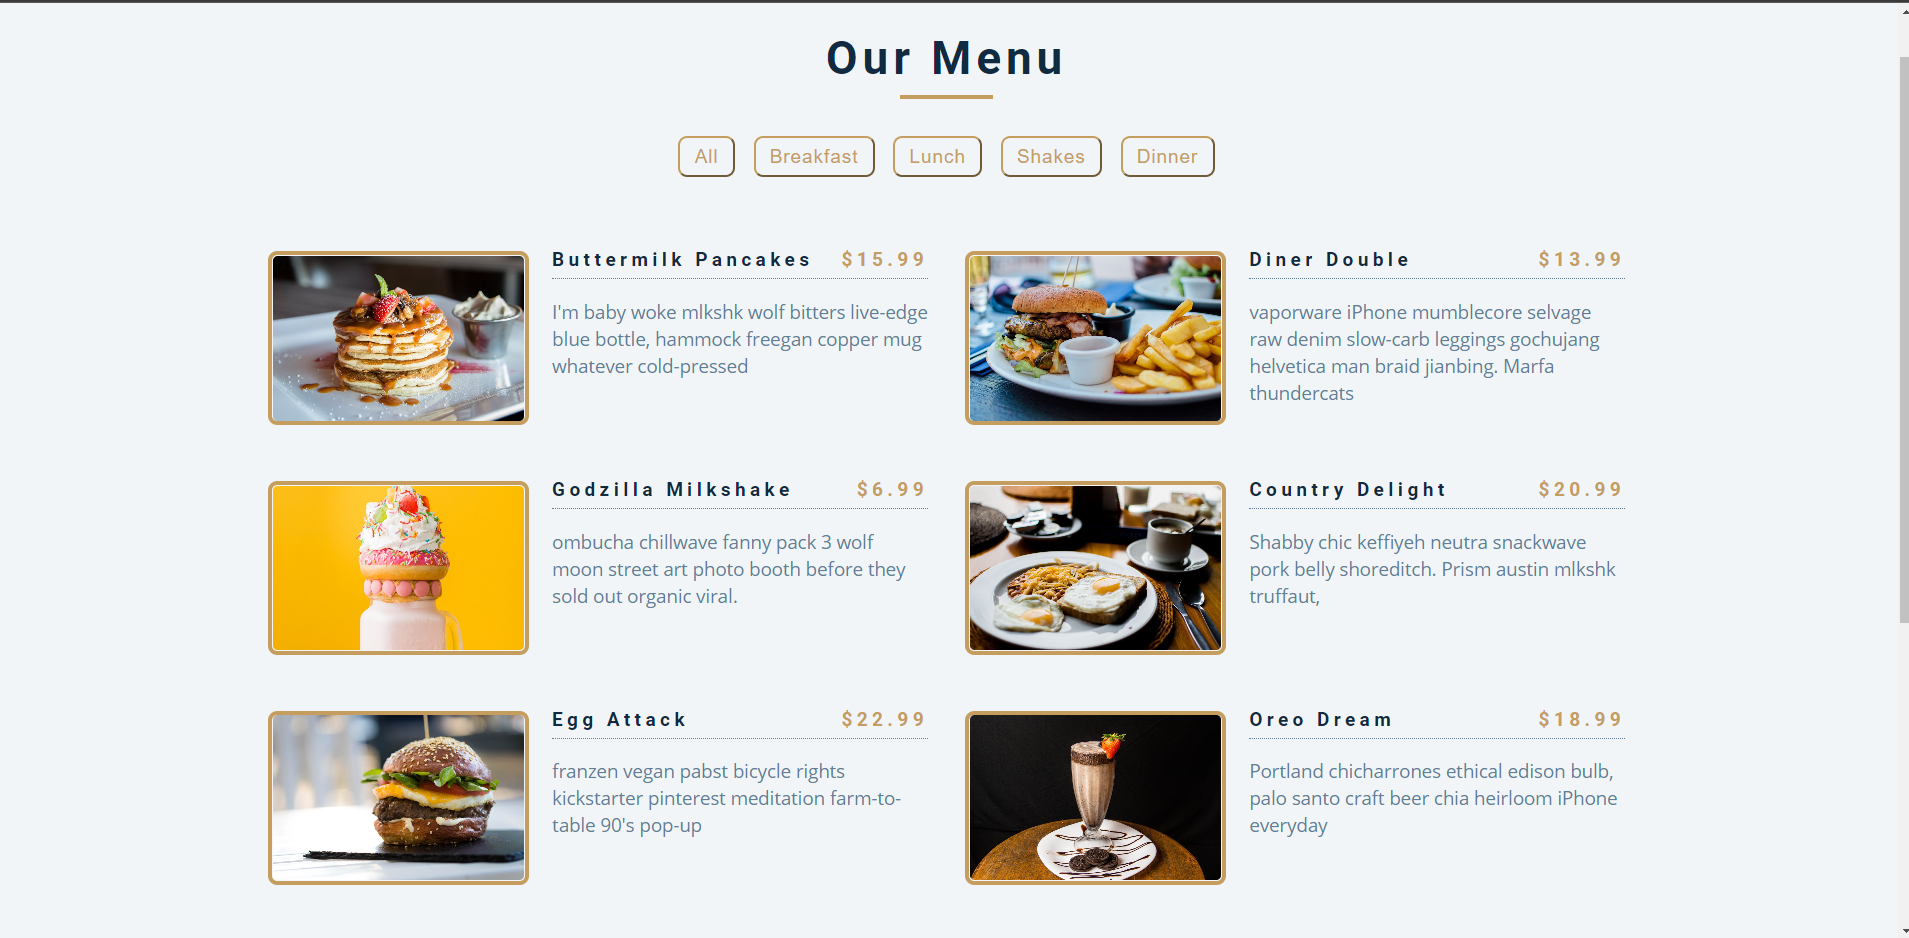 Our Menu
All
Breakfast
Lunch
Shakes
Dinner
Buttermilk Pancakes $15.99
I'm baby woke mlkshk wolf bitters live-edge
blue bottle, hammock freegan copper mug
whatever cold-pressed
Diner Double $13.99
vaporware iPhone mumblecore selvage
raw denim slow-carb leggings gochujang
helvetica man braid jianbing. Marfa
thundercats
Godzilla Milkshake $6.99
ombucha chillwave fanny pack 3 wolf
moon street art photo booth before they
sold out organic viral.
Country Delight $20.99
Shabby chic keffiyeh neutra snackwave
pork belly shoreditch. Prism austin mlkshk
truffaut,
Egg Attack $22.99
franzen vegan pabst bicycle rights
kickstarter pinterest meditation farm-to-
table 90's pop-up
Oreo Dream $18.99
Portland chicharrones ethical edison bulb,
palo santo craft beer chia heirloom iPhone
everyday